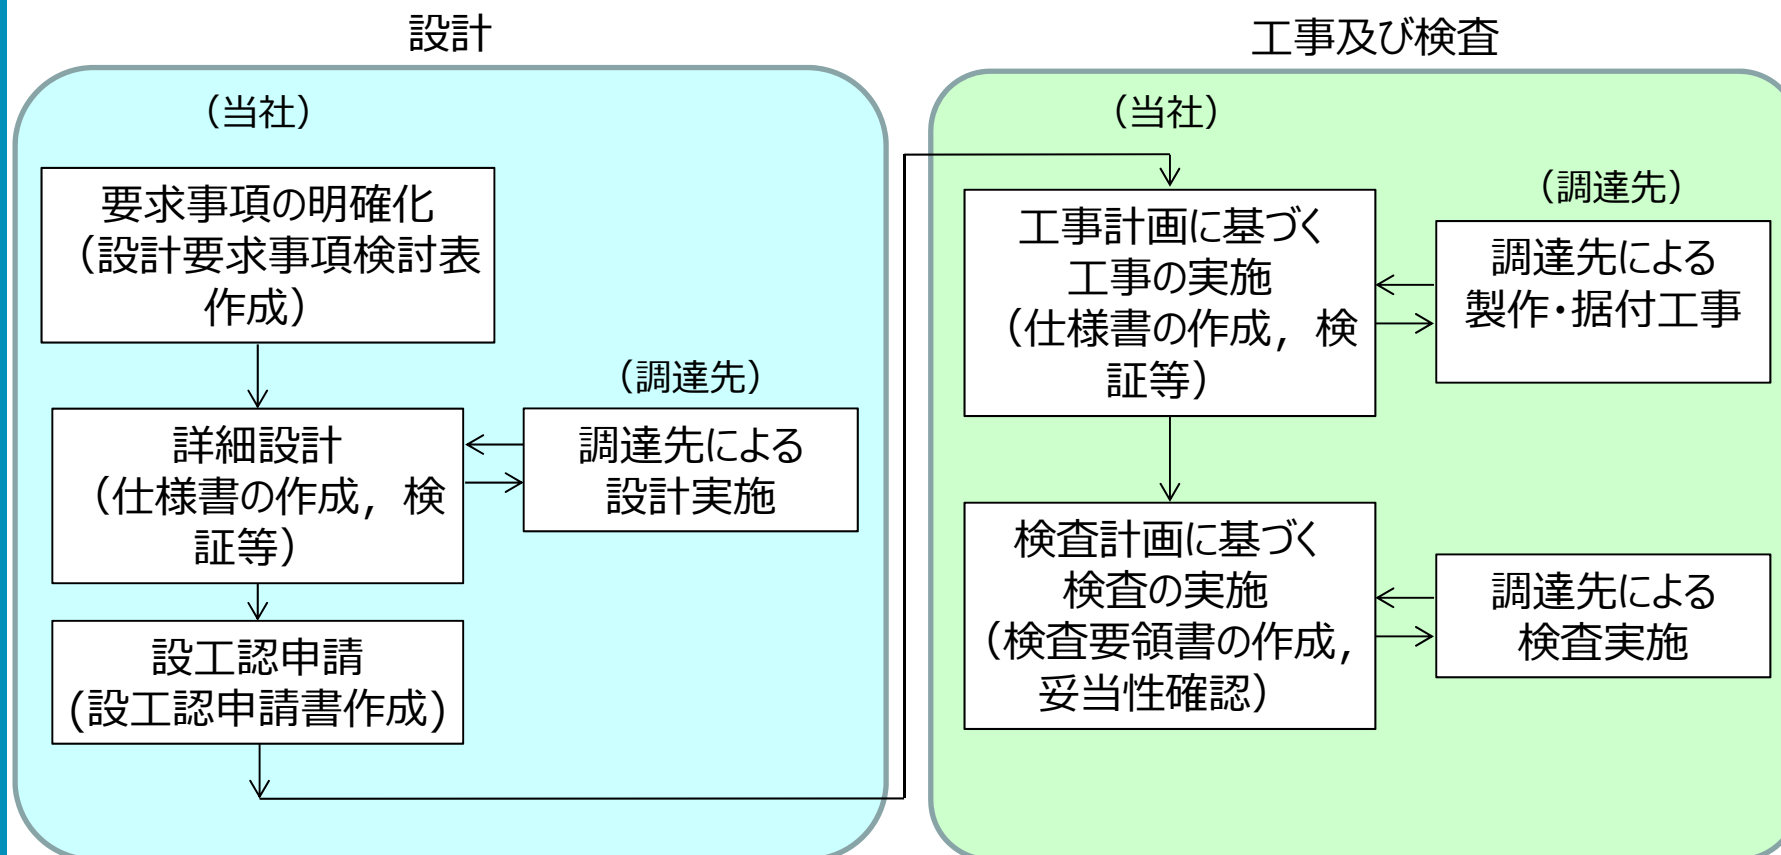 設計
（当社）
要求事項の明確化
（設計要求事項検討表
作成）
（調達先）
詳細設計
（仕様書の作成，検
証等）
調達先による
設計実施
設工認申請
(設工認申請書作成)
工事及び検査
（当社）
工事計画に基づく
工事の実施
（仕様書の作成，検
証等）
（調達先）
調達先による
製作・据付工事
検査計画に基づく
検査の実施
（検査要領書の作成，
妥当性確認）
調達先による
検査実施